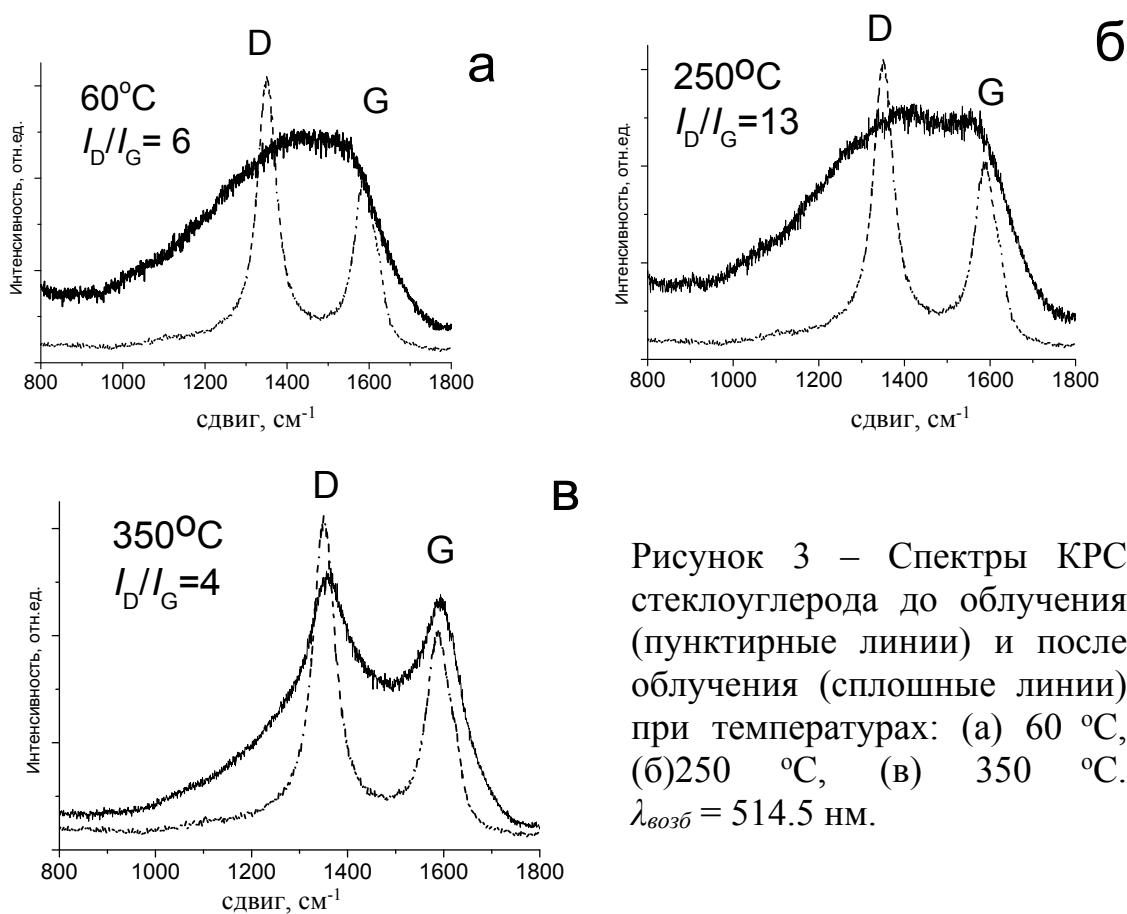 D
а
60°C
I_D/I_G = 6
G
Интенсивность, отн.ед.
800 1000 1200 1400 1600 1800
сдвиг, см⁻¹
D
б
250°C
I_D/I_G=13
G
Интенсивность, отн.ед.
800 1000 1200 1400 1600 1800
сдвиг, см⁻¹
D
в
350°C
I_D/I_G=4
G
Интенсивность, отн.ед.
800 1000 1200 1400 1600 1800
сдвиг, см⁻¹
Рисунок 3 – Спектры КРС
стеклоуглерода до облучения
(пунктирные линии) и после
облучения (сплошные линии)
при температурах: (а) 60 °С,
(б)250 °С, (в) 350 °С.
λвозб = 514.5 нм.